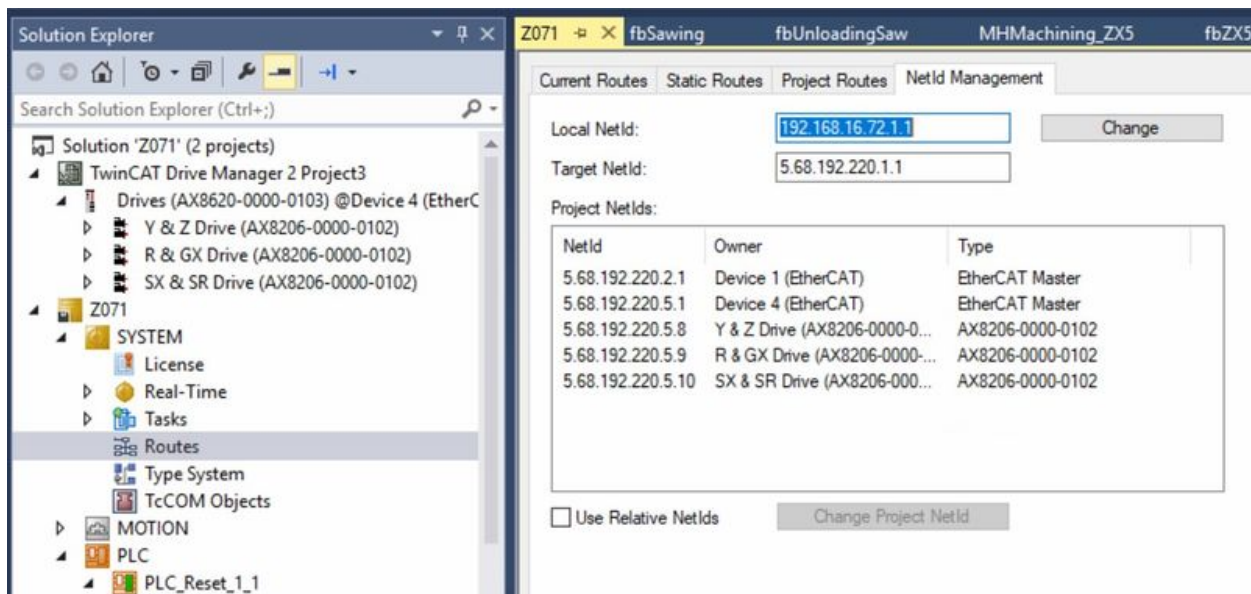 Solution Explorer
Search Solution Explorer (Ctrl+;)
Solution 'Z071' (2 projects)
TwinCAT Drive Manager 2 Project3
Drives (AX8620-0000-0103) @Device 4 (EtherC
Y & Z Drive (AX8206-0000-0102)
R & GX Drive (AX8206-0000-0102)
SX & SR Drive (AX8206-0000-0102)
Z071
SYSTEM
License
Real-Time
Tasks
Routes
Type System
TcCOM Objects
MOTION
PLC
PLC_Reset_1_1
Z071 fbSawing fbUnloadingSaw MHMachining_ZX5 fbZX5
Current Routes Static Routes Project Routes NetId Management
Local NetId: 192.168.16.72.1.1 Change
Target NetId: 5.68.192.220.1.1
Project NetIds:
NetId Owner Type
5.68.192.220.2.1 Device 1 (EtherCAT) EtherCAT Master
5.68.192.220.5.1 Device 4 (EtherCAT) EtherCAT Master
5.68.192.220.5.8 Y & Z Drive (AX8206-0000-0... AX8206-0000-0102
5.68.192.220.5.9 R & GX Drive (AX8206-0000-... AX8206-0000-0102
5.68.192.220.5.10 SX & SR Drive (AX8206-000... AX8206-0000-0102
Use Relative NetIds Change Project NetId